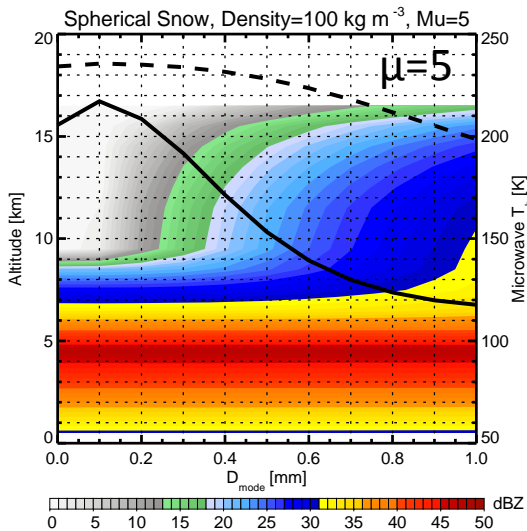 Spherical Snow, Density=100 kg m⁻³, Mu=5
μ=5
20
15
10
5
0
Altitude [km]
250
200
150
100
50
Microwave T. [K]
0.0 0.2 0.4 0.6 0.8 1.0
D_mode [mm]
0 5 10 15 20 25 30 35 40 45 50 dBZ